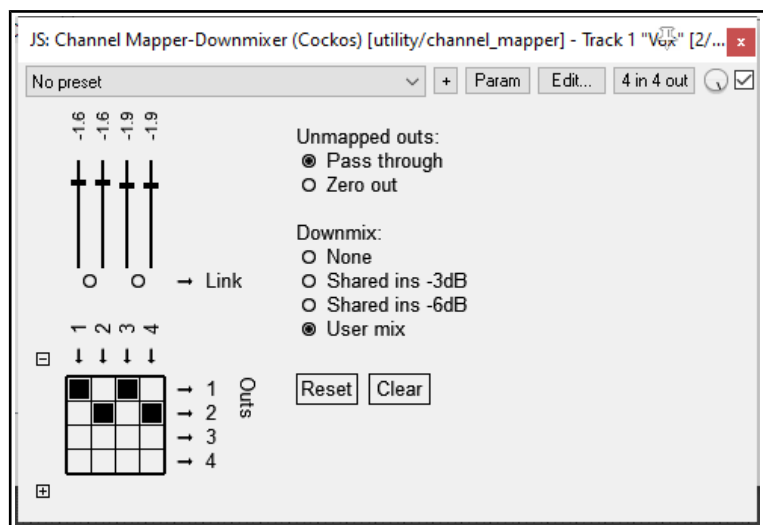 JS: Channel Mapper-Downmixer (Cockos) [utility/channel_mapper] - Track 1 "Vox" [2/... x
No preset + Param Edit... 4 in 4 out
-1.6 -1.6 -1.9 -1.9
Unmapped outs:
Pass through
Zero out
Downmix:
None
Shared ins -3dB
Shared ins -6dB
User mix
→ Link
1 2 3 4
↓ ↓ ↓ ↓
→ 1
→ 2
→ 3
→ 4
Outs
Reset Clear